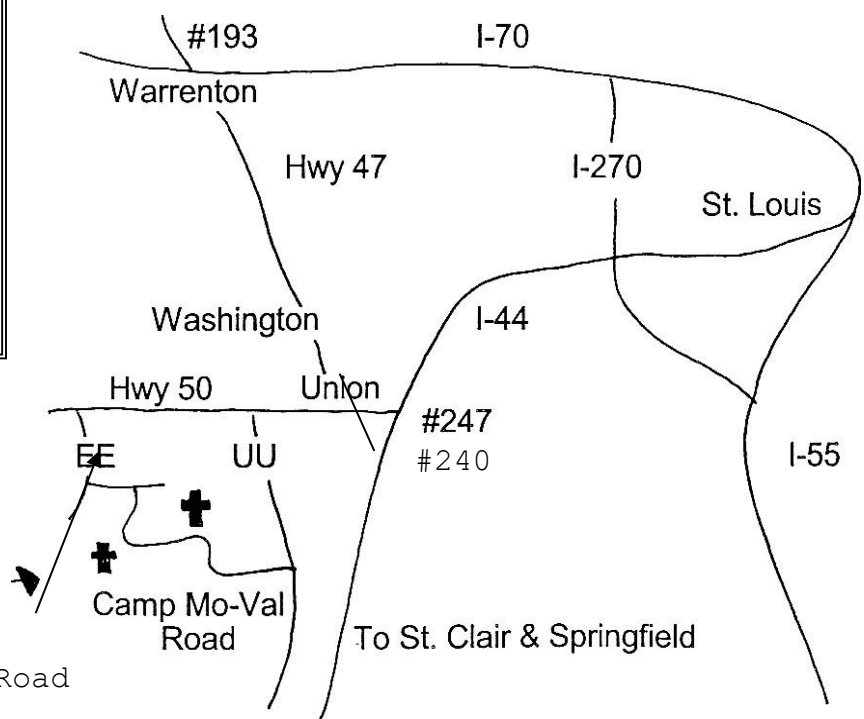 #193
I-70
Warrenton
Hwy 47
I-270
St. Louis
Washington
I-44
Hwy 50
Union
#247
EE
UU
#240
I-55
Camp Mo-Val
Road
To St. Clair & Springfield
Road